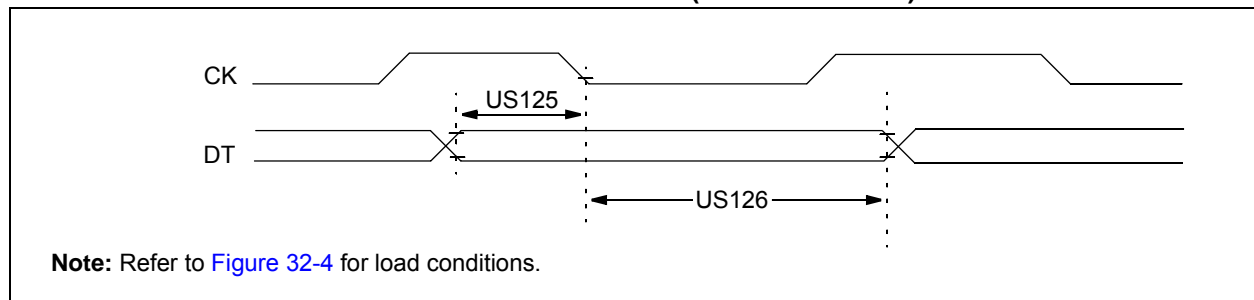 CK
US125
DT
US126
Note: Refer to Figure 32-4 for load conditions.